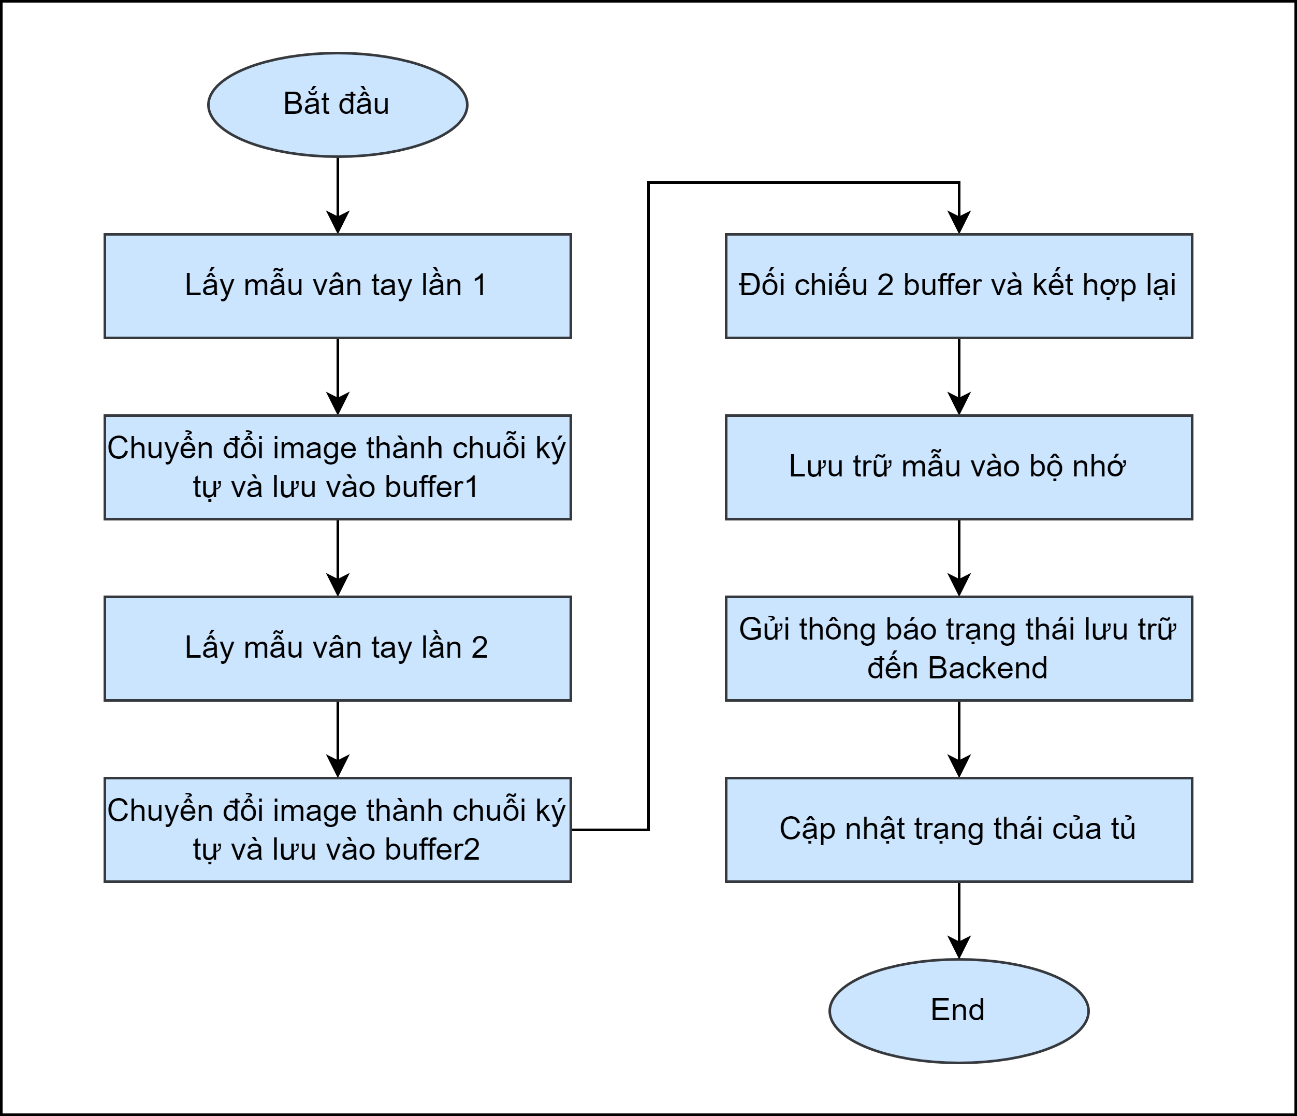 Bắt đầu
Lấy mẫu vân tay lần 1
Chuyển đổi image thành chuỗi ký
tự và lưu vào buffer1
Lấy mẫu vân tay lần 2
Chuyển đổi image thành chuỗi ký
tự và lưu vào buffer2
Đối chiếu 2 buffer và kết hợp lại
Lưu trữ mẫu vào bộ nhớ
Gửi thông báo trạng thái lưu trữ
đến Backend
Cập nhật trạng thái của tủ
End